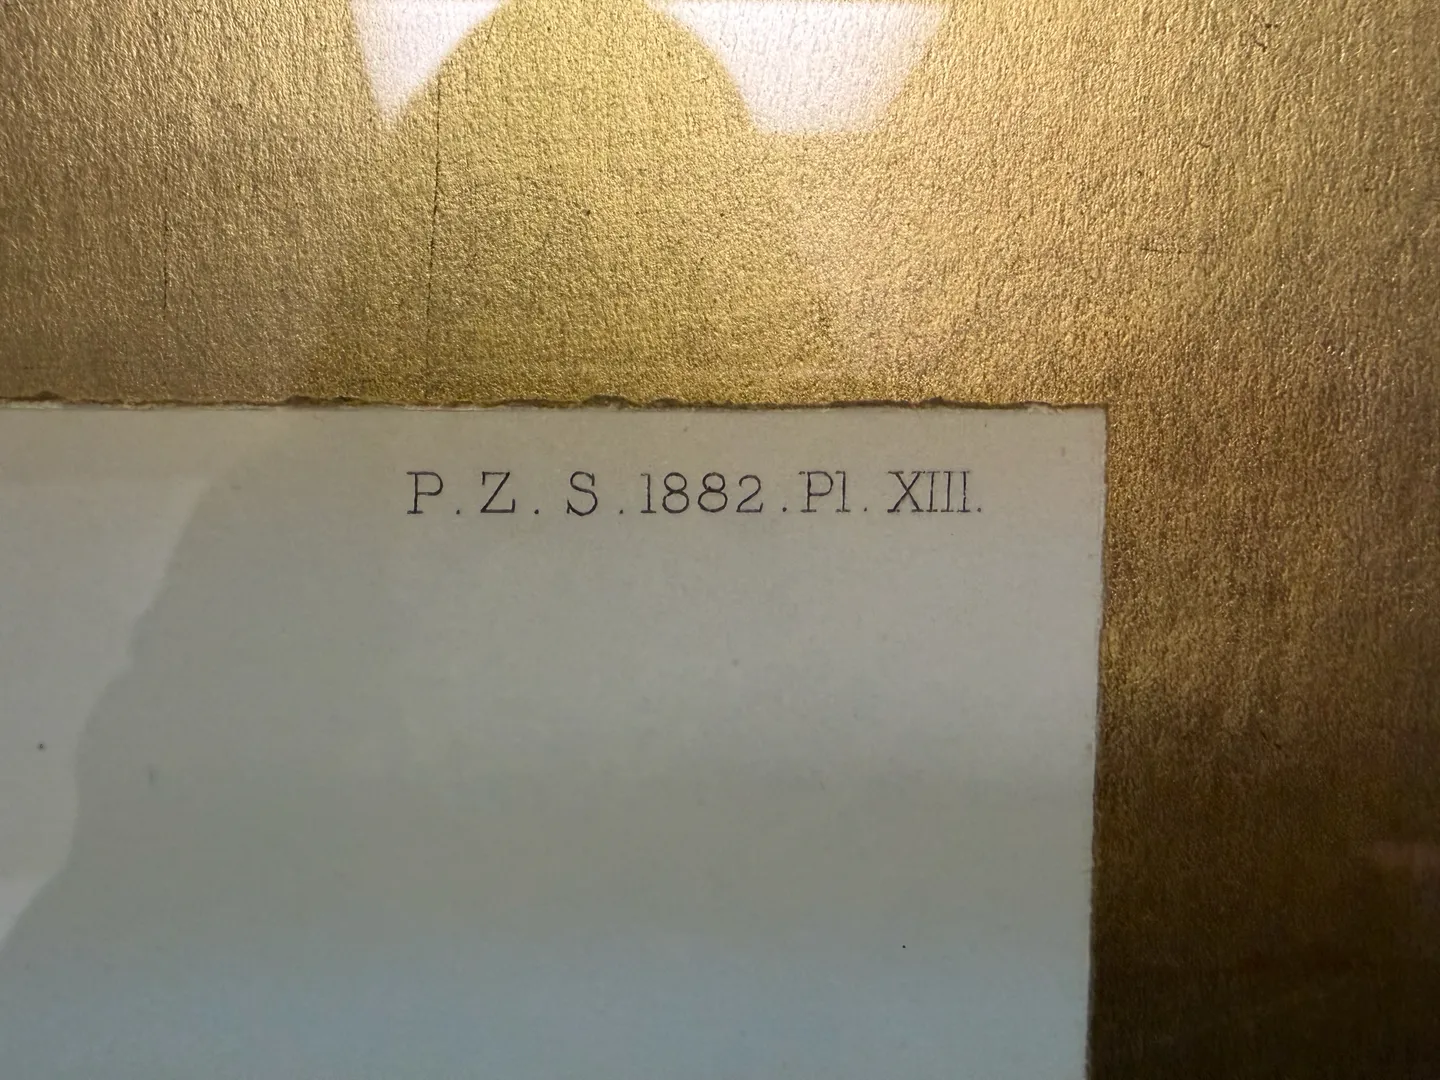 P. Z. S. 1882. Pl. XIII.